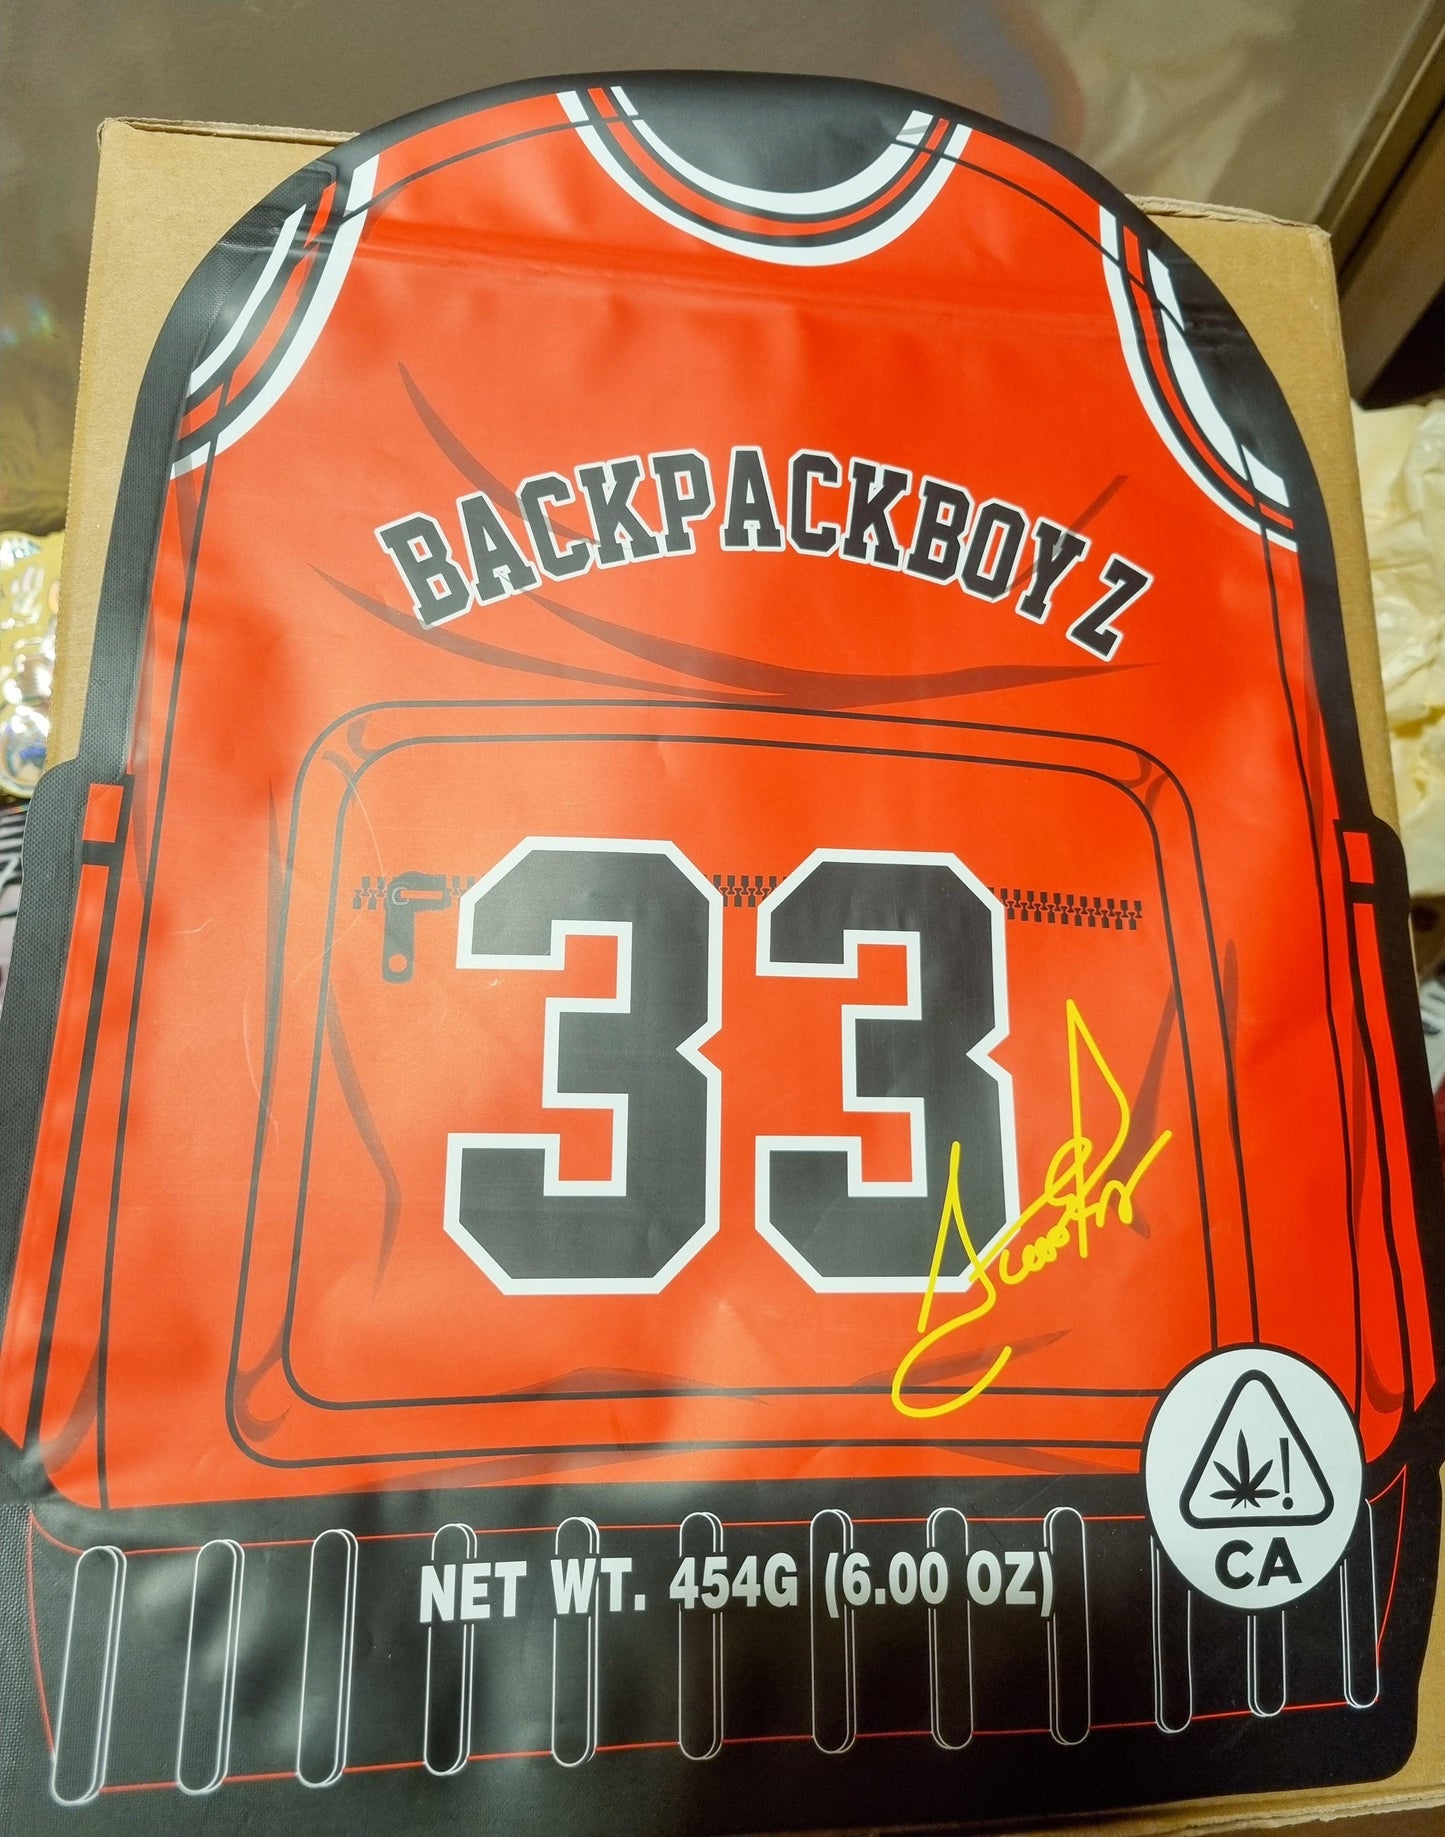 BACKPACKBOYZ
33
!
CA
NET WT. 454G (6.00 OZ)